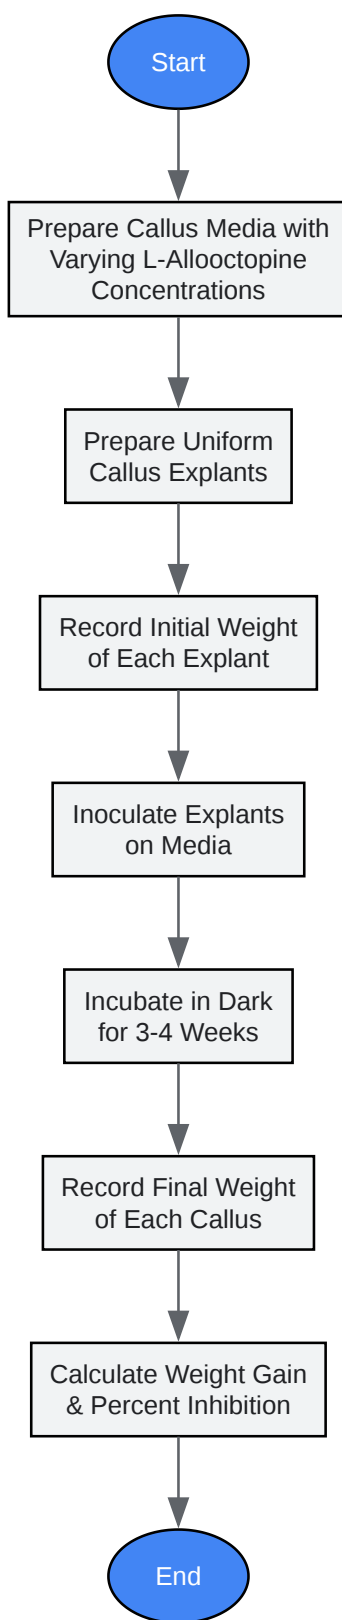 Start
Prepare Callus Media with
Varying L-Allooctopine
Concentrations
Prepare Uniform
Callus Explants
Record Initial Weight
of Each Explant
Inoculate Explants
on Media
Incubate in Dark
for 3-4 Weeks
Record Final Weight
of Each Callus
Calculate Weight Gain
& Percent Inhibition
End